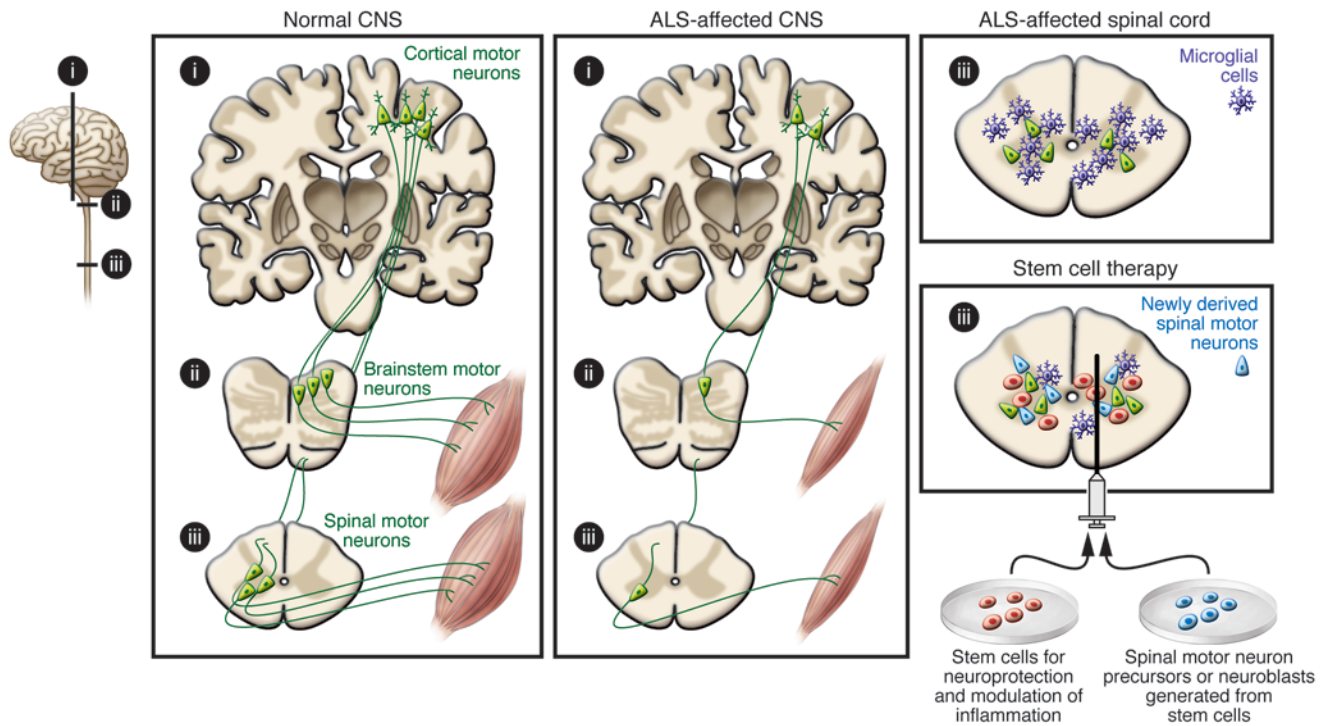 Normal CNS
ALS-affected CNS
ALS-affected spinal cord
i
ii
iii
i
Cortical motor
neurons
ii
Brainstem motor
neurons
iii
Spinal motor
neurons
i
ii
iii
iii
Microglial
cells
Stem cell therapy
iii
Newly derived
spinal motor
neurons
Stem cells for
neuroprotection
and modulation of
inflammation
Spinal motor neuron
precursors or neuroblasts
generated from
stem cells